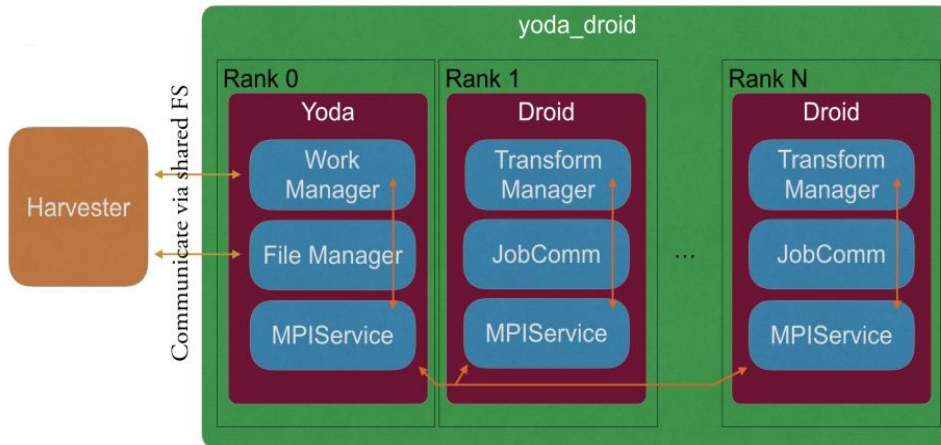 yoda_droid
Rank 0
Rank 1
Rank N
Yoda
Droid
Droid
Harvester
Communicate via shared FS
Work
Manager
File Manager
MPIService
Transform
Manager
JobComm
MPIService
...
Transform
Manager
JobComm
MPIService